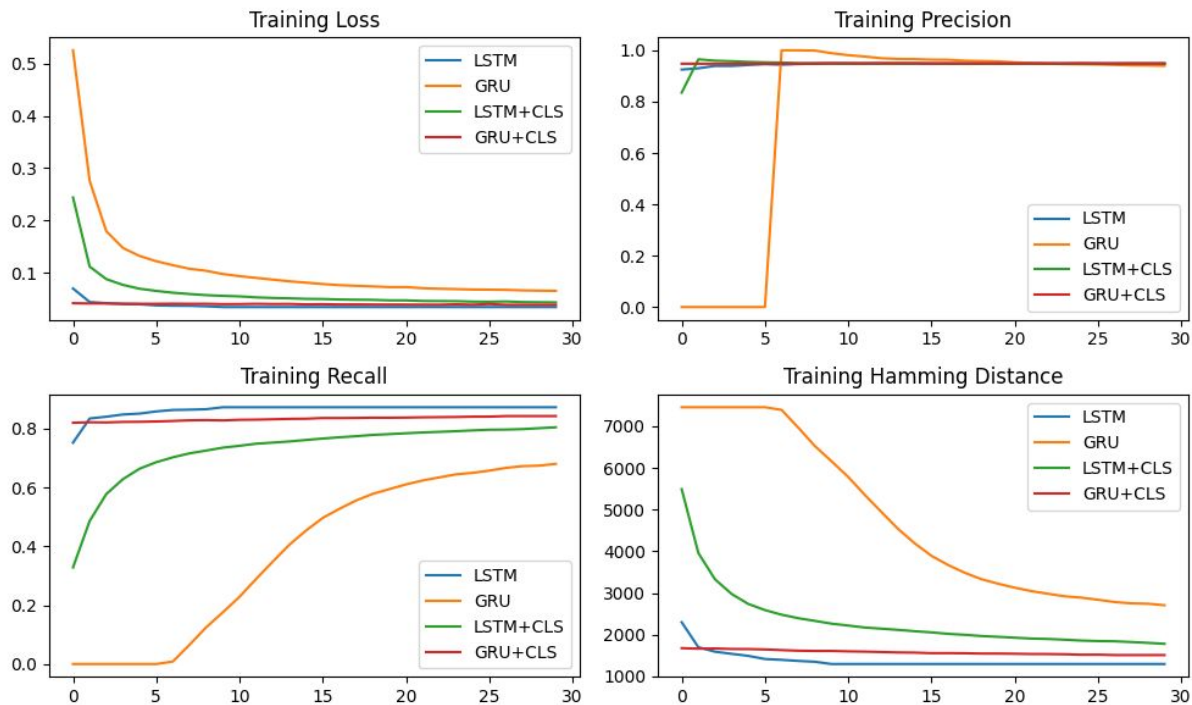 Training Loss
0.5
0.4
0.3
0.2
0.1
0 5 10 15 20 25 30
LSTM
GRU
LSTM+CLS
GRU+CLS
Training Precision
1.0
0.8
0.6
0.4
0.2
0.0
0 5 10 15 20 25 30
LSTM
GRU
LSTM+CLS
GRU+CLS
Training Recall
0.8
0.6
0.4
0.2
0.0
0 5 10 15 20 25 30
LSTM
GRU
LSTM+CLS
GRU+CLS
Training Hamming Distance
7000
6000
5000
4000
3000
2000
1000
0 5 10 15 20 25 30
LSTM
GRU
LSTM+CLS
GRU+CLS